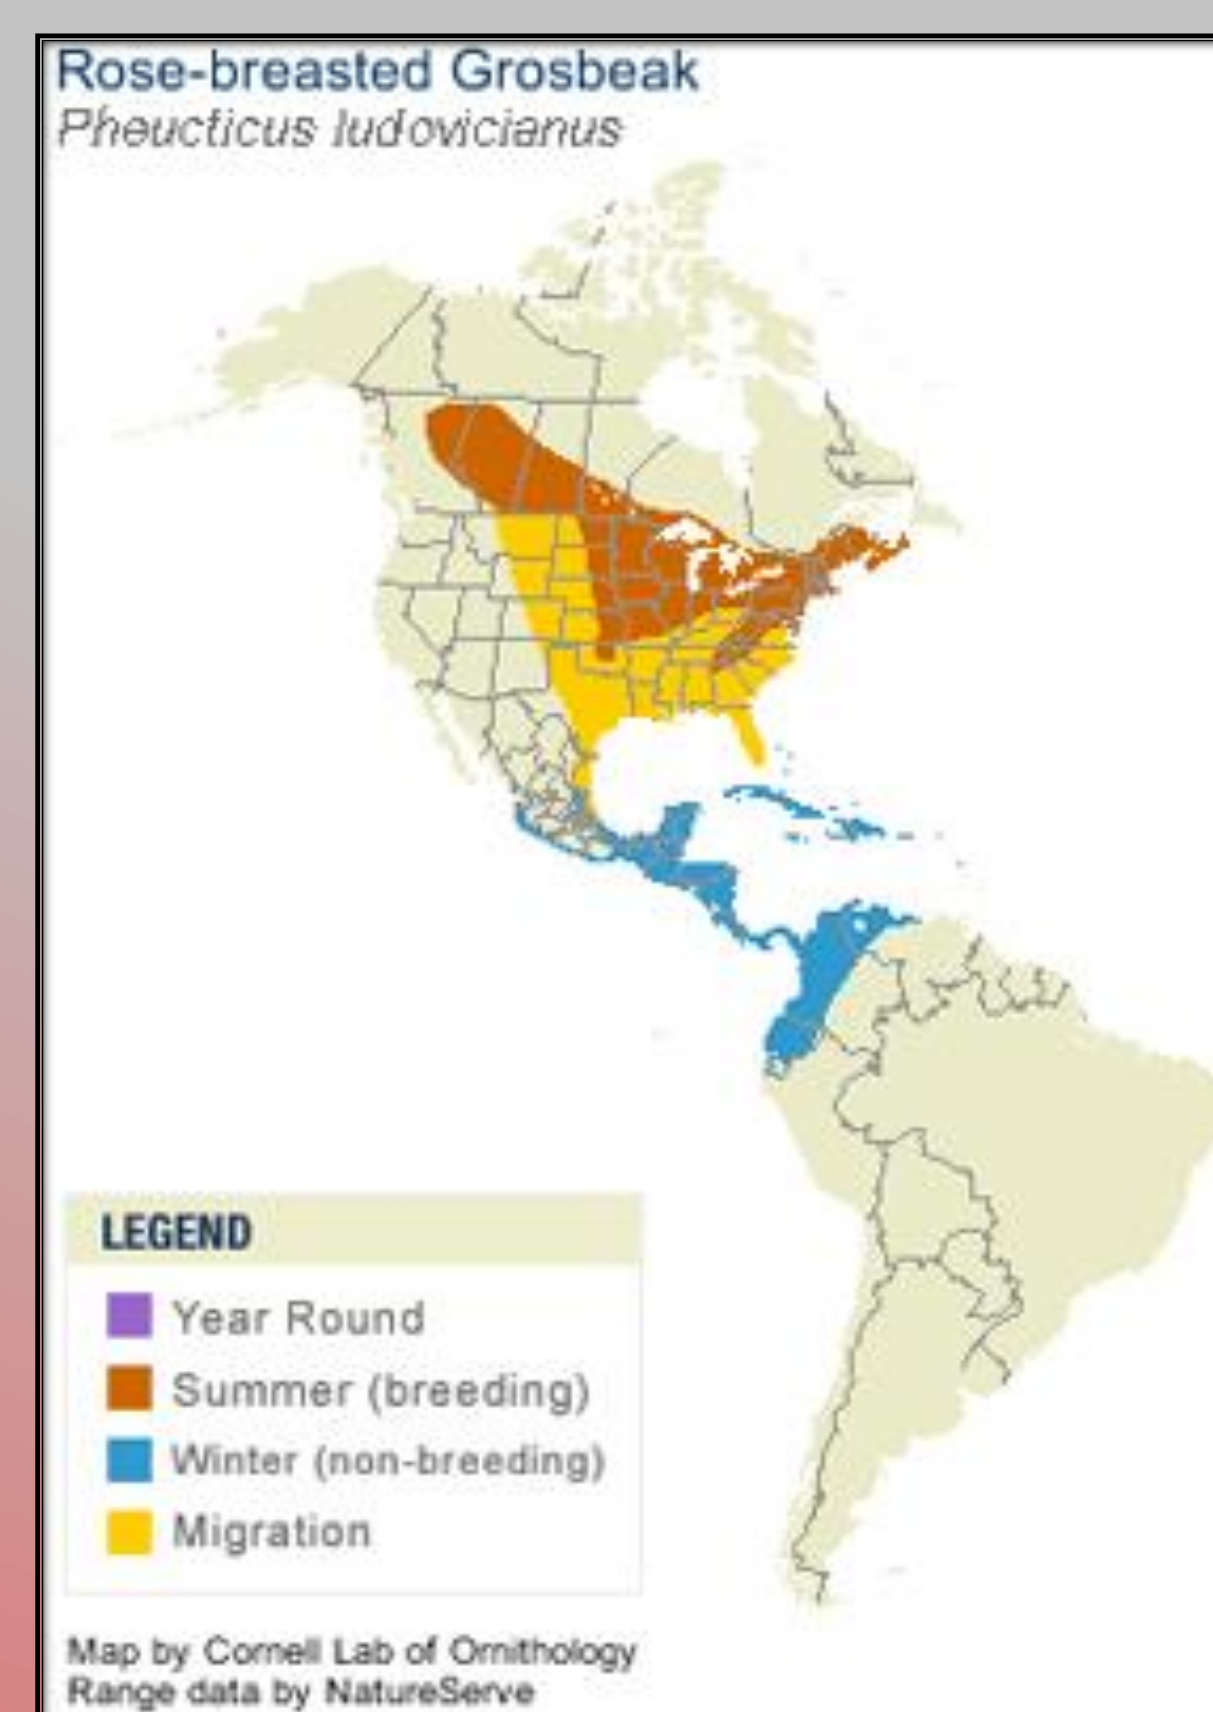 Rose-breasted Grosbeak
Pheucticus ludovicianus
LEGEND
Year Round
Summer (breeding)
Winter (non-breeding)
Migration
Map by Cornell Lab of Ornithology
Range data by NatureServe